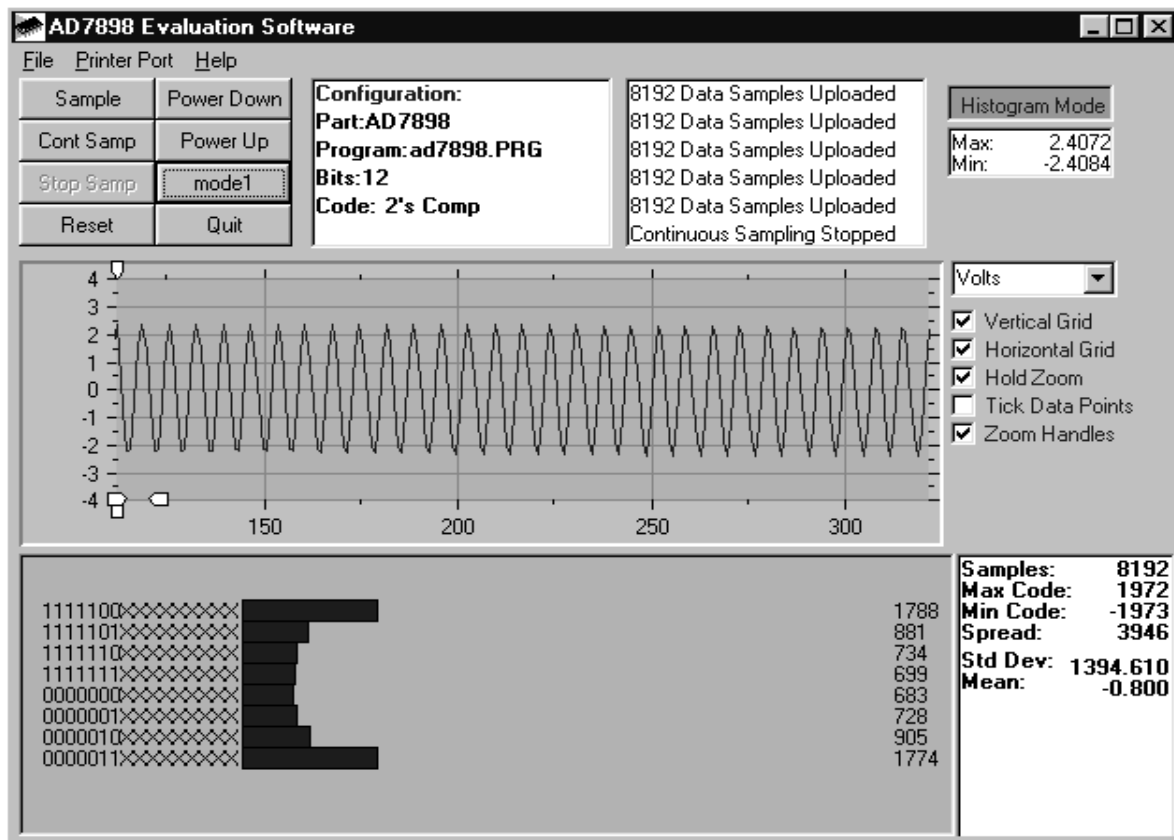 AD7898 Evaluation Software
File Printer Port Help
Sample Power Down
Cont Samp Power Up
Stop Samp mode1
Reset Quit
Configuration:
Part:AD7898
Program:ad7898.PRG
Bits:12
Code: 2's Comp
8192 Data Samples Uploaded
8192 Data Samples Uploaded
8192 Data Samples Uploaded
8192 Data Samples Uploaded
8192 Data Samples Uploaded
Continuous Sampling Stopped
Histogram Mode
Max: 2.4072
Min: -2.4084
4
3
2
1
0
-1
-2
-3
-4
150 200 250 300
Volts
Vertical Grid
Horizontal Grid
Hold Zoom
Tick Data Points
Zoom Handles
1111100XXXXXXXXX 1788
1111101XXXXXXXXX 881
1111110XXXXXXXXX 734
1111111XXXXXXXXX 699
0000000XXXXXXXXX 683
0000001XXXXXXXXX 728
0000010XXXXXXXXX 905
0000011XXXXXXXXX 1774
Samples: 8192
Max Code: 1972
Min Code: -1973
Spread: 3946
Std Dev: 1394.610
Mean: -0.800